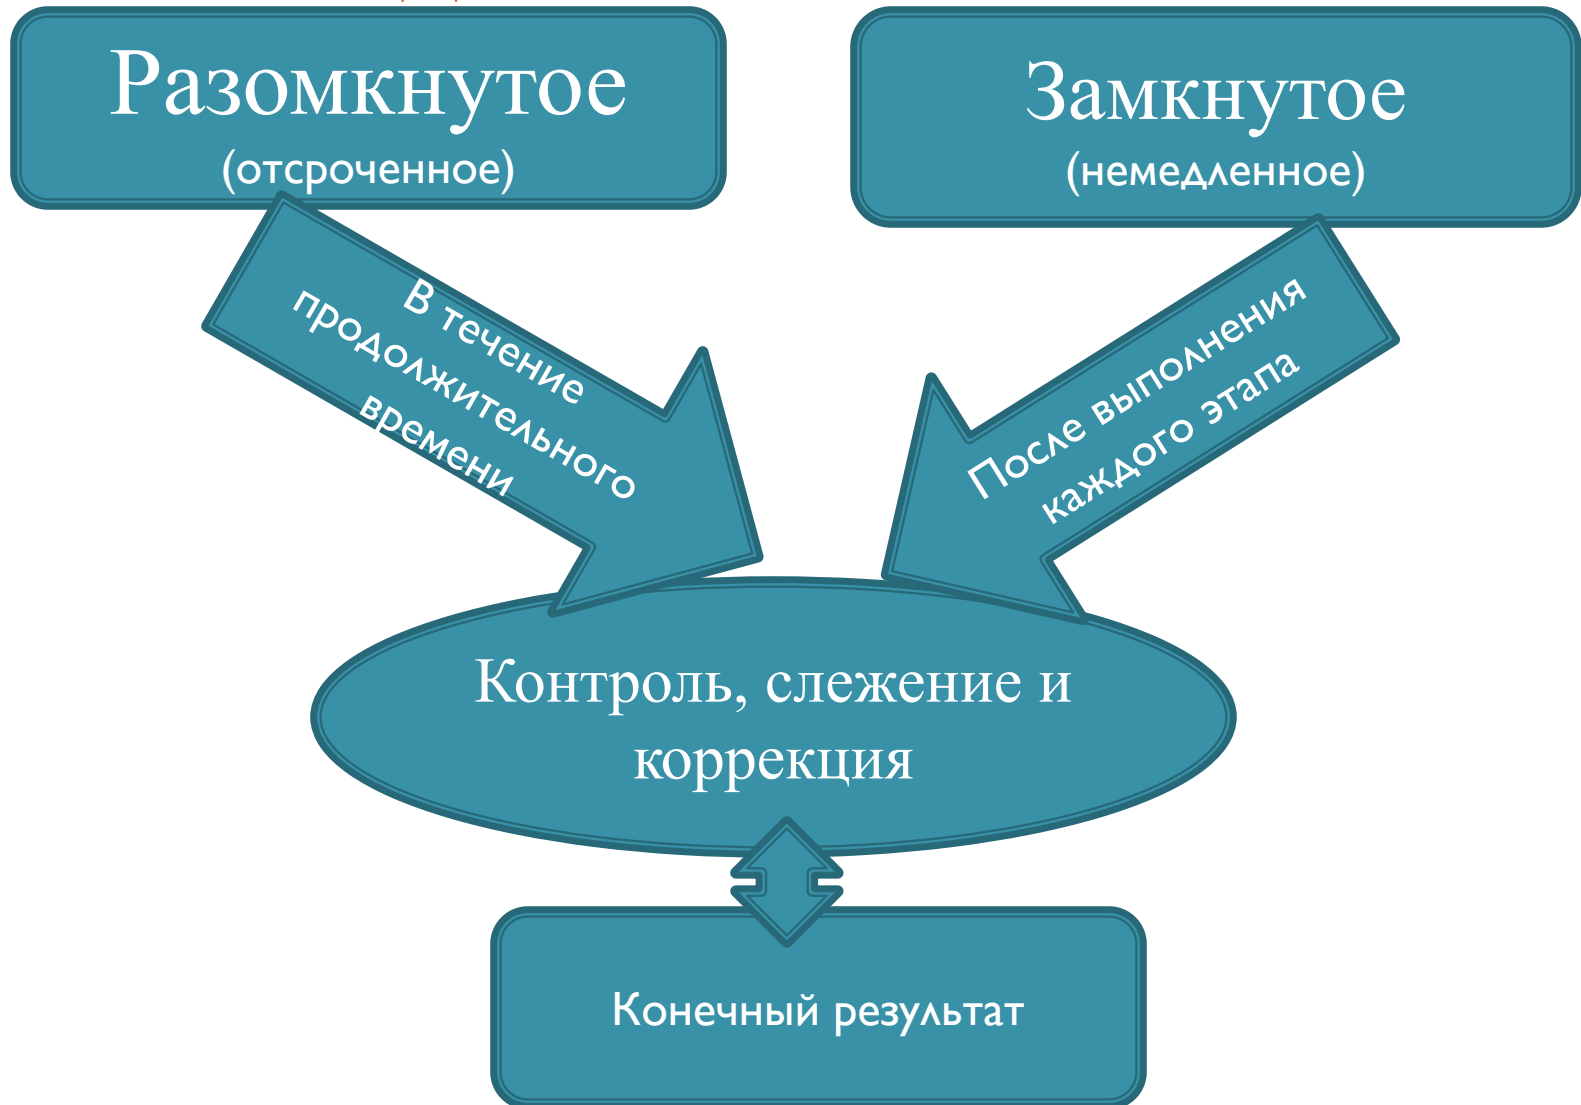 Разомкнутое
(отсроченное)
Замкнутое
(немедленное)
В течение
продолжительного
времени
После выполнения
каждого этапа
Контроль, слежение и
коррекция
Конечный результат